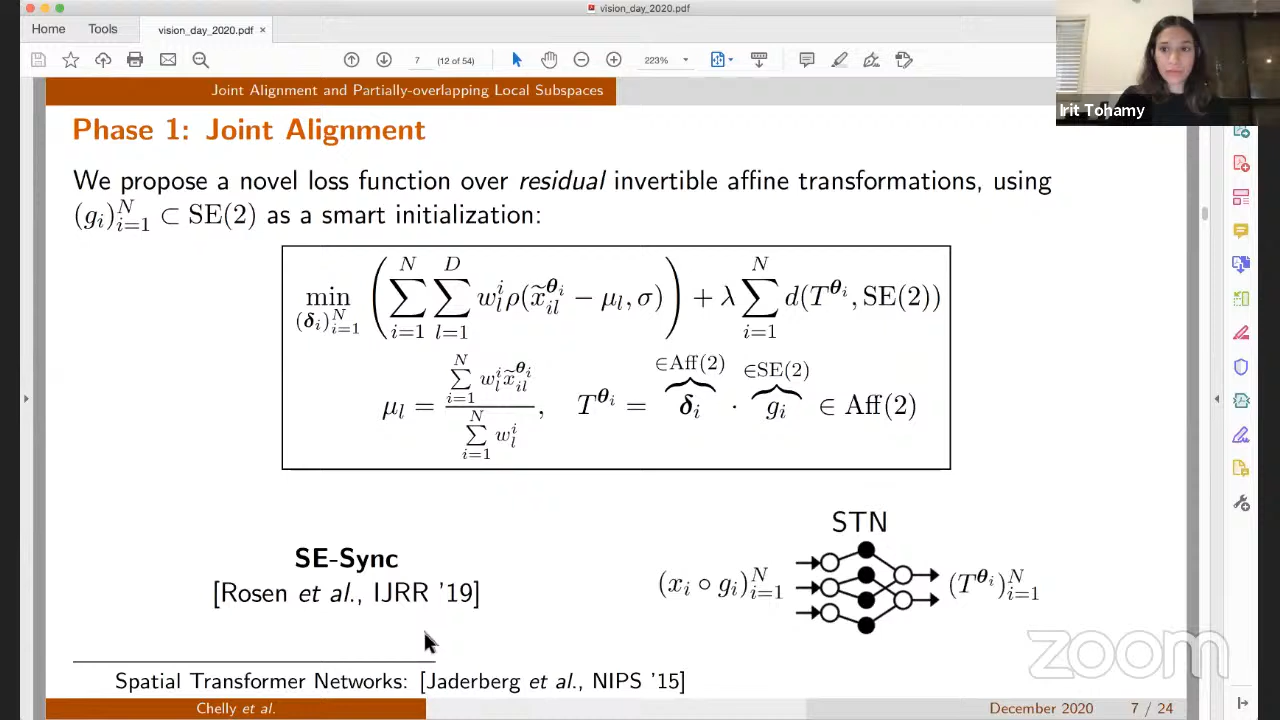 vision_day_2020.pdf
Home Tools vision_day_2020.pdf ×
7 (12 of 54) 223%
Irit Tohamy
Joint Alignment and Partially-overlapping Local Subspaces
Phase 1: Joint Alignment
We propose a novel loss function over residual invertible affine transformations, using
(g_i)_{i=1}^N ⊂ SE(2) as a smart initialization:
min_{(δ_i)_{i=1}^N} ( ∑_{i=1}^N ∑_{l=1}^D w_l^i ρ(x̃_{il}^{θ_i} − μ_l, σ) ) + λ ∑_{i=1}^N d(T^{θ_i}, SE(2))
μ_l = \frac{∑_{i=1}^N w_l^i x̃_{il}^{θ_i}}{∑_{i=1}^N w_l^i}, T^{θ_i} = \overbrace{δ_i}^{∈Aff(2)} · \overbrace{g_i}^{∈SE(2)} ∈ Aff(2)
STN
SE-Sync
[Rosen et al., IJRR '19]
(x_i ∘ g_i)_{i=1}^N (T^{θ_i})_{i=1}^N
zoom
Spatial Transformer Networks: [Jaderberg et al., NIPS '15]
Chelly et al. December 2020 7 / 24